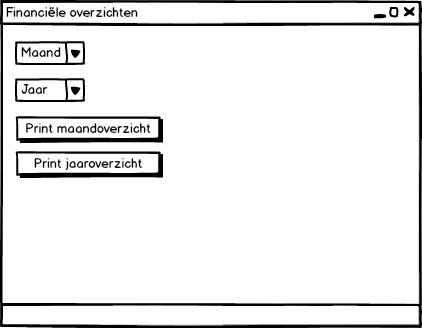 Financiële overzichten
Maand
Jaar
Print maandoverzicht
Print jaaroverzicht